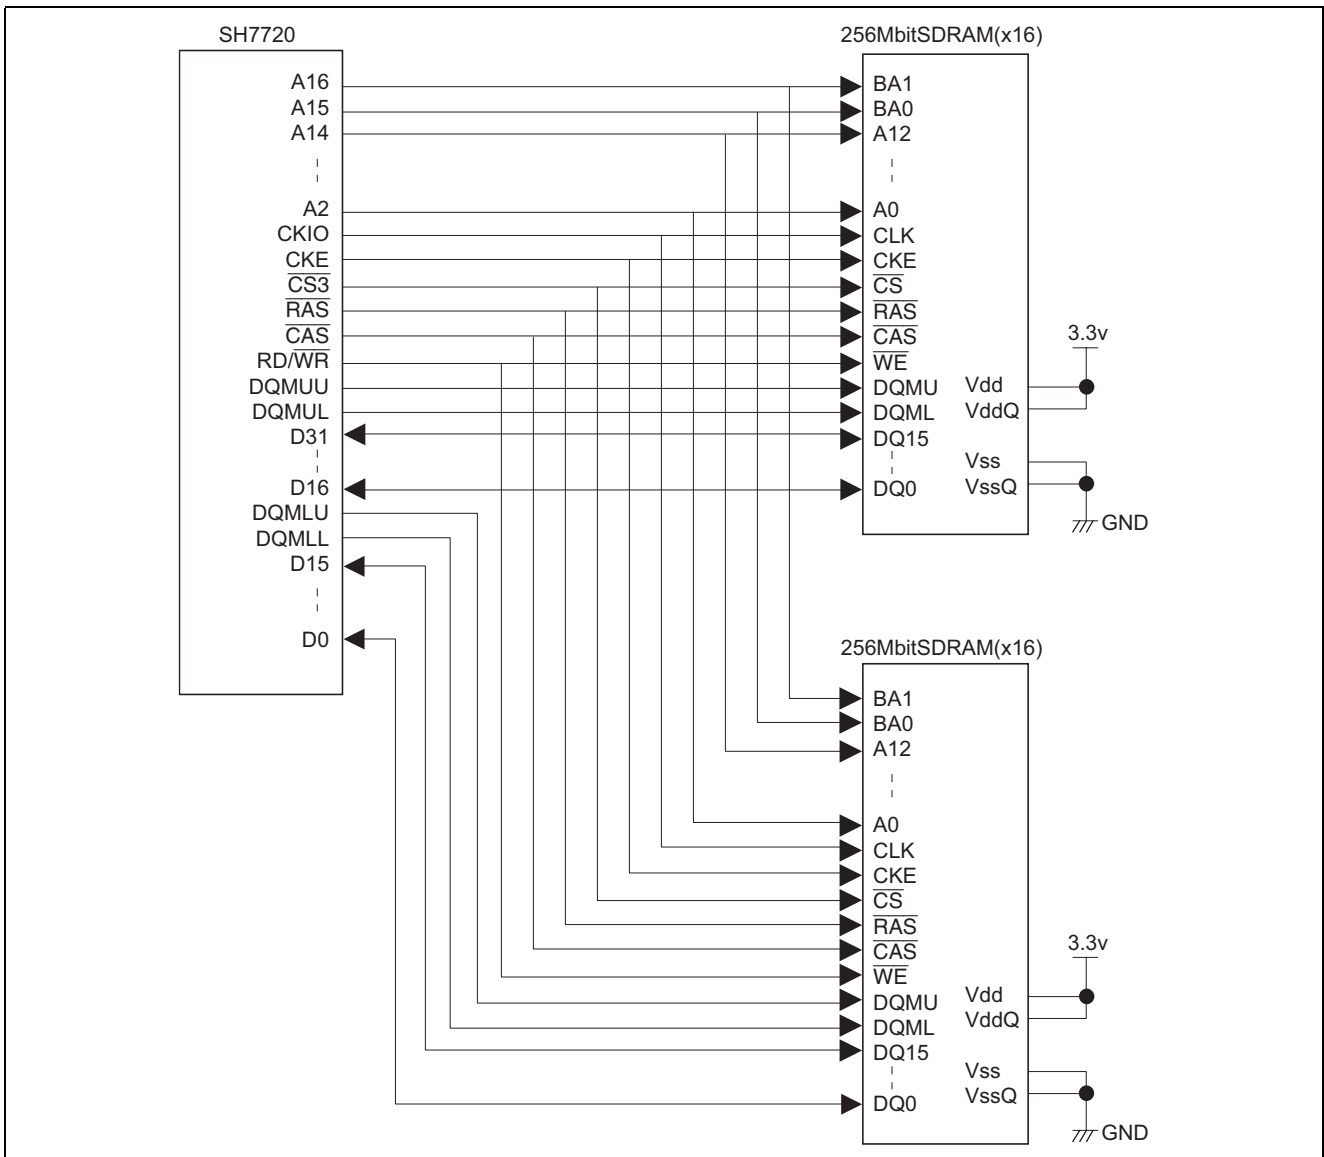 SH7720
A16
A15
A14
A2
CKIO
CKE
CS3
RAS
CAS
RD/WR
DQMUU
DQMUL
D31
D16
DQMLU
DQMLL
D15
D0
256MbitSDRAM(x16)
BA1
BA0
A12
A0
CLK
CKE
CS
RAS
CAS
WE
DQMU
DQML
DQ15
DQ0
Vdd
VddQ
Vss
VssQ
3.3v
GND
256MbitSDRAM(x16)
BA1
BA0
A12
A0
CLK
CKE
CS
RAS
CAS
WE
DQMU
DQML
DQ15
DQ0
Vdd
VddQ
Vss
VssQ
3.3v
GND